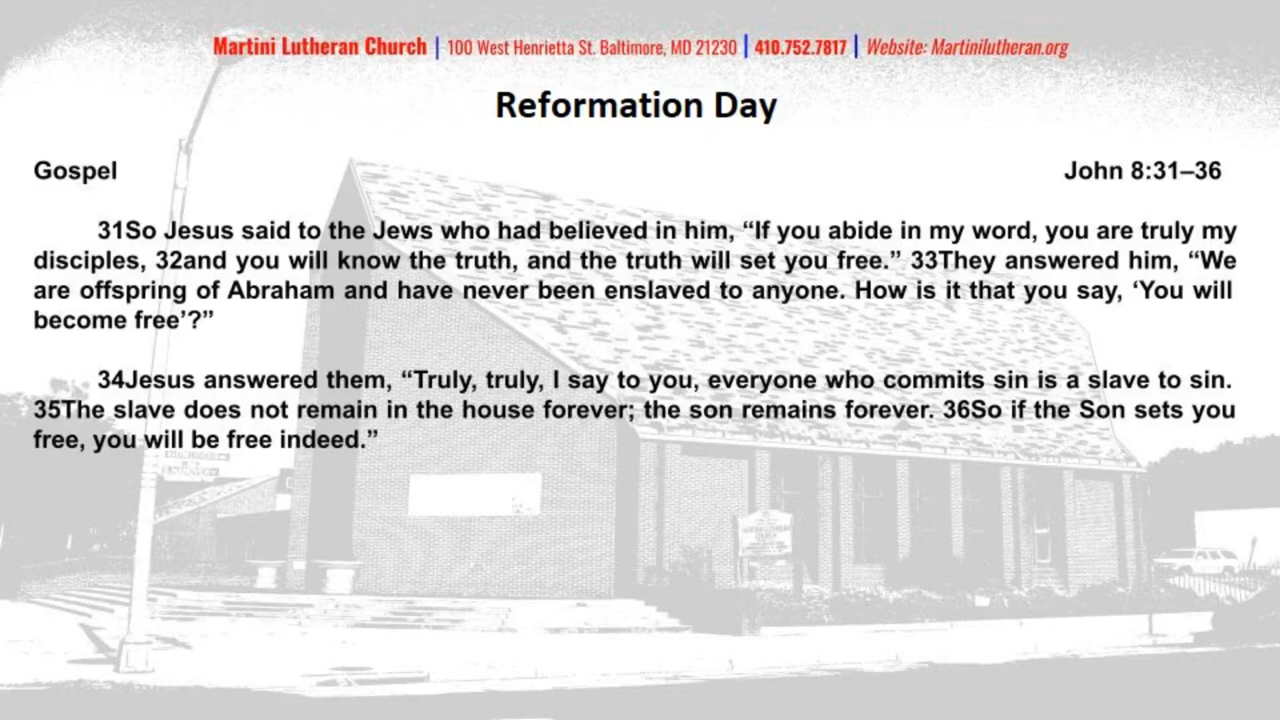 Martini Lutheran Church | 100 West Henrietta St. Baltimore, MD 21230 | 410.752.7817 | Website: Martinilutheran.org
Reformation Day
Gospel John 8:31–36
31So Jesus said to the Jews who had believed in him, “If you abide in my word, you are truly my
disciples, 32and you will know the truth, and the truth will set you free.” 33They answered him, “We
are offspring of Abraham and have never been enslaved to anyone. How is it that you say, ‘You will
become free’?”
34Jesus answered them, “Truly, truly, I say to you, everyone who commits sin is a slave to sin.
35The slave does not remain in the house forever; the son remains forever. 36So if the Son sets you
free, you will be free indeed.”